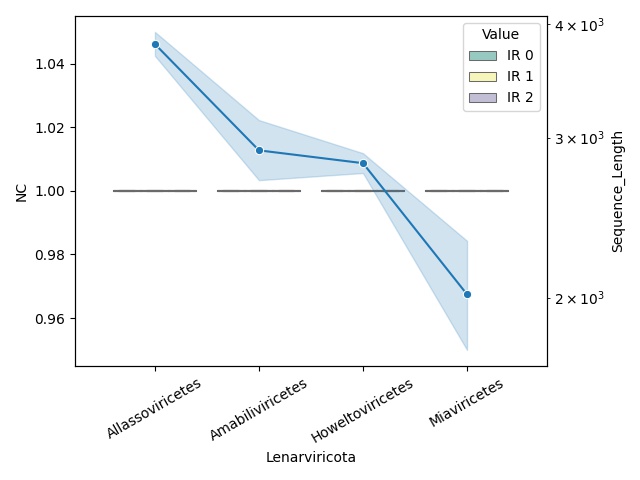 Value
IR 0
IR 1
IR 2
1.04
1.02
1.00
0.98
0.96
NC
4 × 10³
3 × 10³
2 × 10³
Sequence_Length
Allassoviricetes
Amabiliviricetes
Howeltoviricetes
Miaviricetes
Lenarviricota